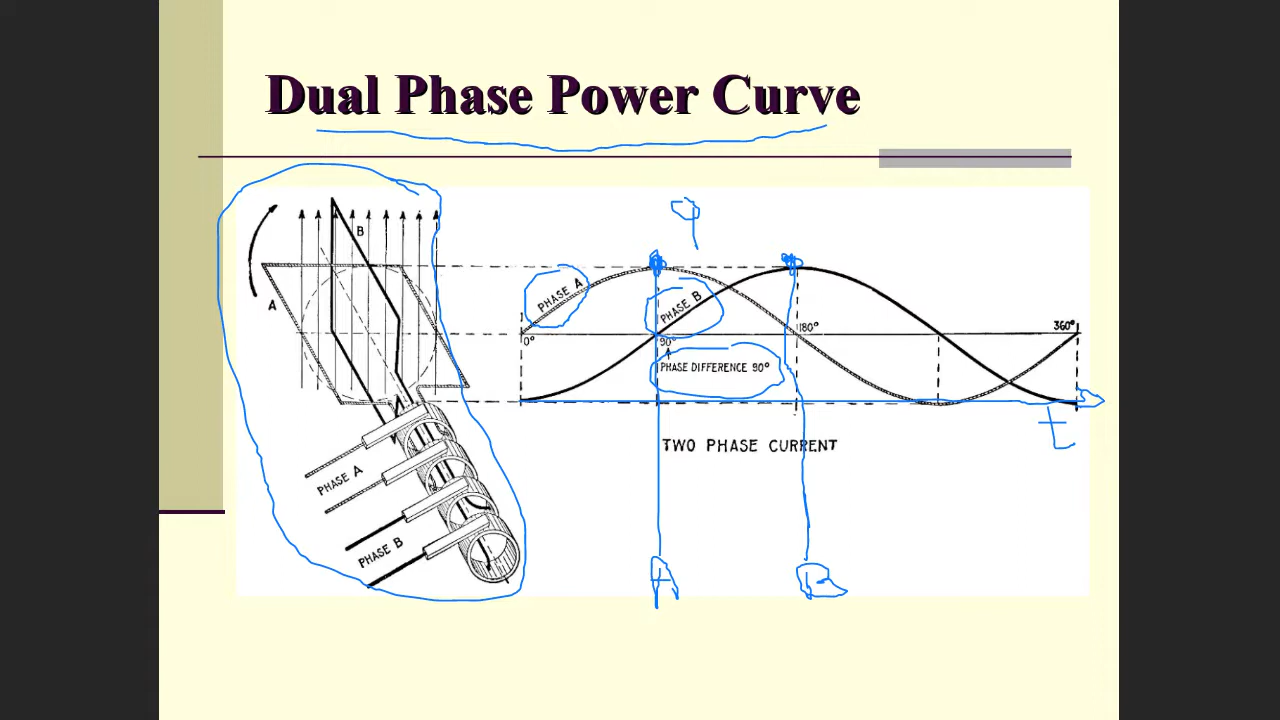 Dual Phase Power Curve
B
A
PHASE A
PHASE B
PHASE A
PHASE B
0°
90°
180°
360°
PHASE DIFFERENCE 90°
t
TWO PHASE CURRENT
A
B